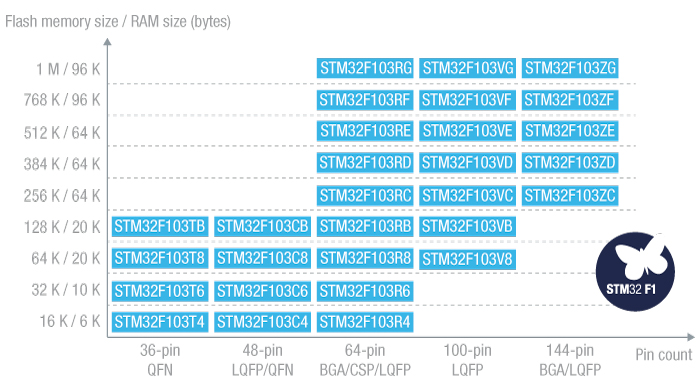 Flash memory size / RAM size (bytes)
1 M / 96 K STM32F103RG STM32F103VG STM32F103ZG
768 K / 96 K STM32F103RF STM32F103VF STM32F103ZF
512 K / 64 K STM32F103RE STM32F103VE STM32F103ZE
384 K / 64 K STM32F103RD STM32F103VD STM32F103ZD
256 K / 64 K STM32F103RC STM32F103VC STM32F103ZC
128 K / 20 K STM32F103TB STM32F103CB STM32F103RB STM32F103VB
64 K / 20 K STM32F103T8 STM32F103C8 STM32F103R8 STM32F103V8
32 K / 10 K STM32F103T6 STM32F103C6 STM32F103R6
STM32 F1
16 K / 6 K STM32F103T4 STM32F103C4 STM32F103R4
36-pin 48-pin 64-pin 100-pin 144-pin Pin count
QFN LQFP/QFN BGA/CSP/LQFP LQFP BGA/LQFP